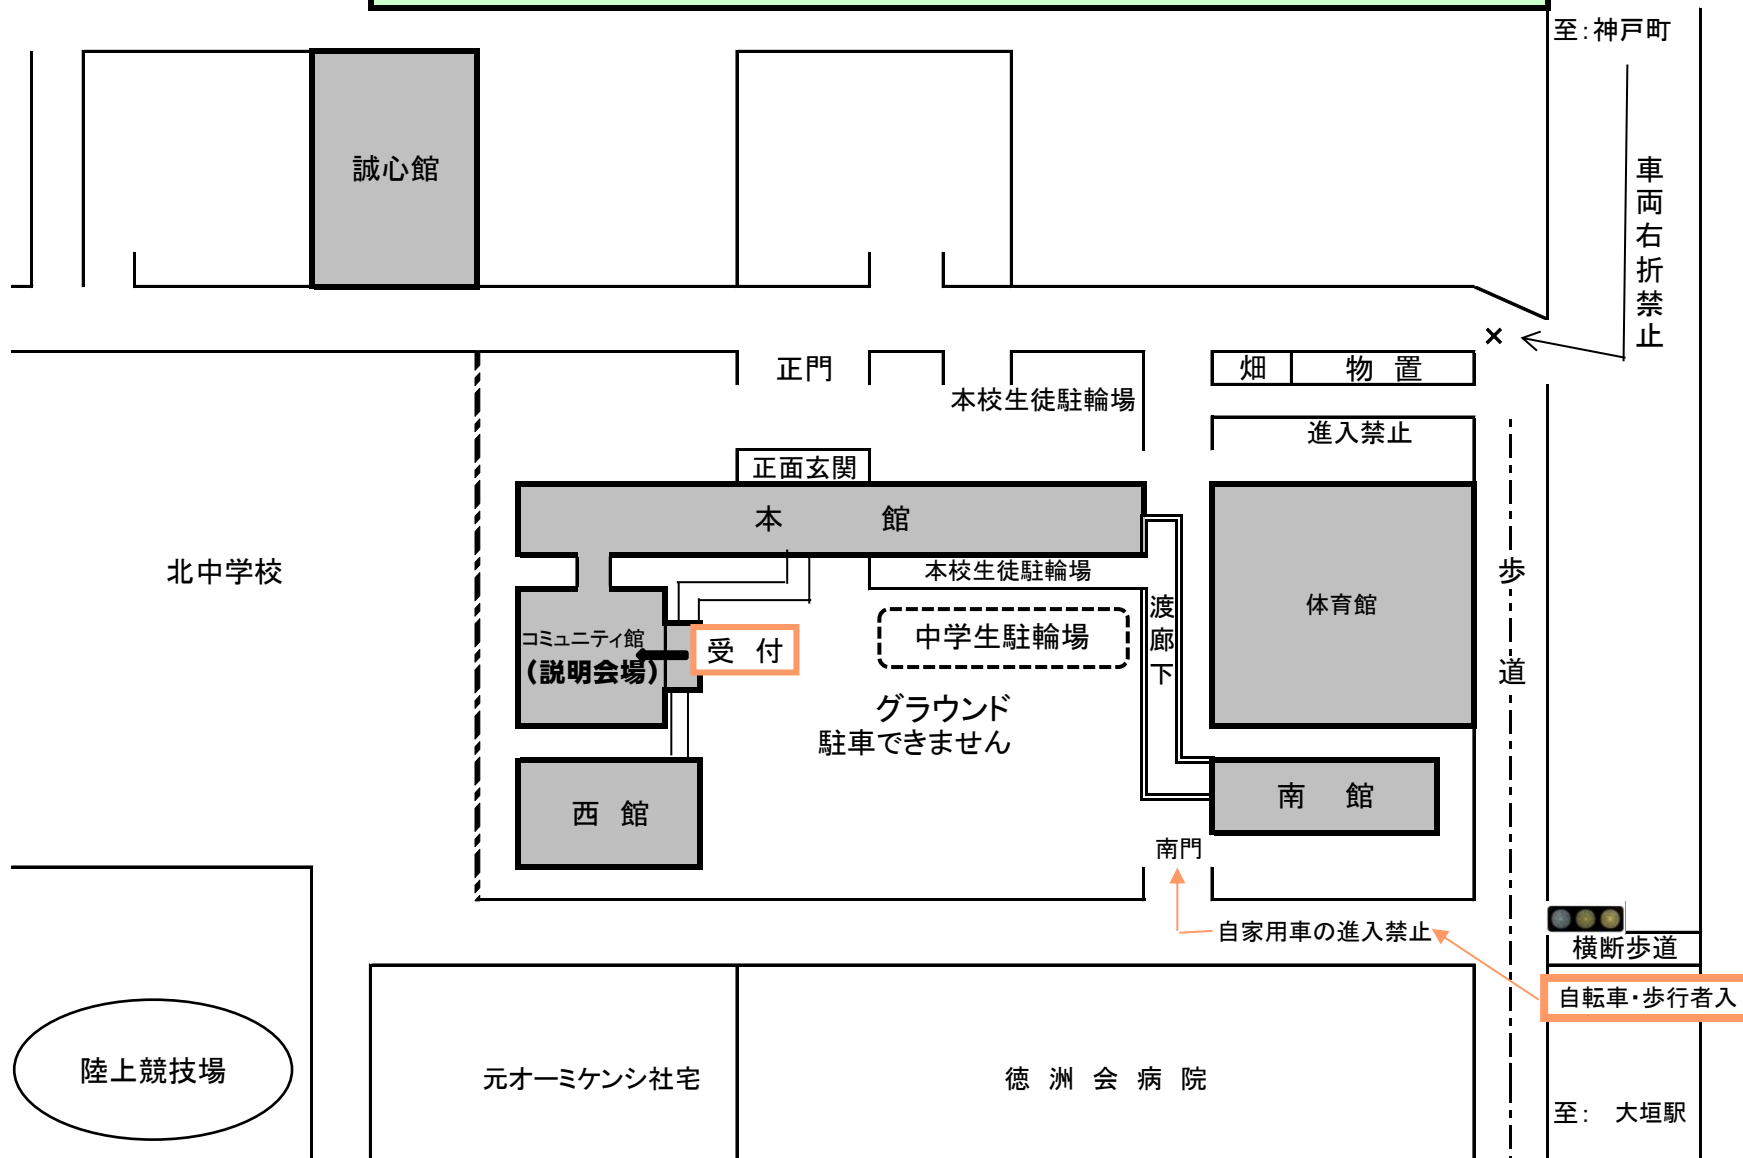 至：神戸町
誠心館
車両右折禁止
×
正門
畑
物 置
本校生徒駐輪場
進入禁止
正面玄関
本 館
北中学校
本校生徒駐輪場
歩道
渡廊下
体育館
コミュニティ館
(説明会場)
受 付
中学生駐輪場
グラウンド
駐車できません
西 館
南 館
南門
自家用車の進入禁止
横断歩道
自転車・歩行者入
陸上競技場
元オーミケンシ社宅
徳 洲 会 病 院
至： 大垣駅